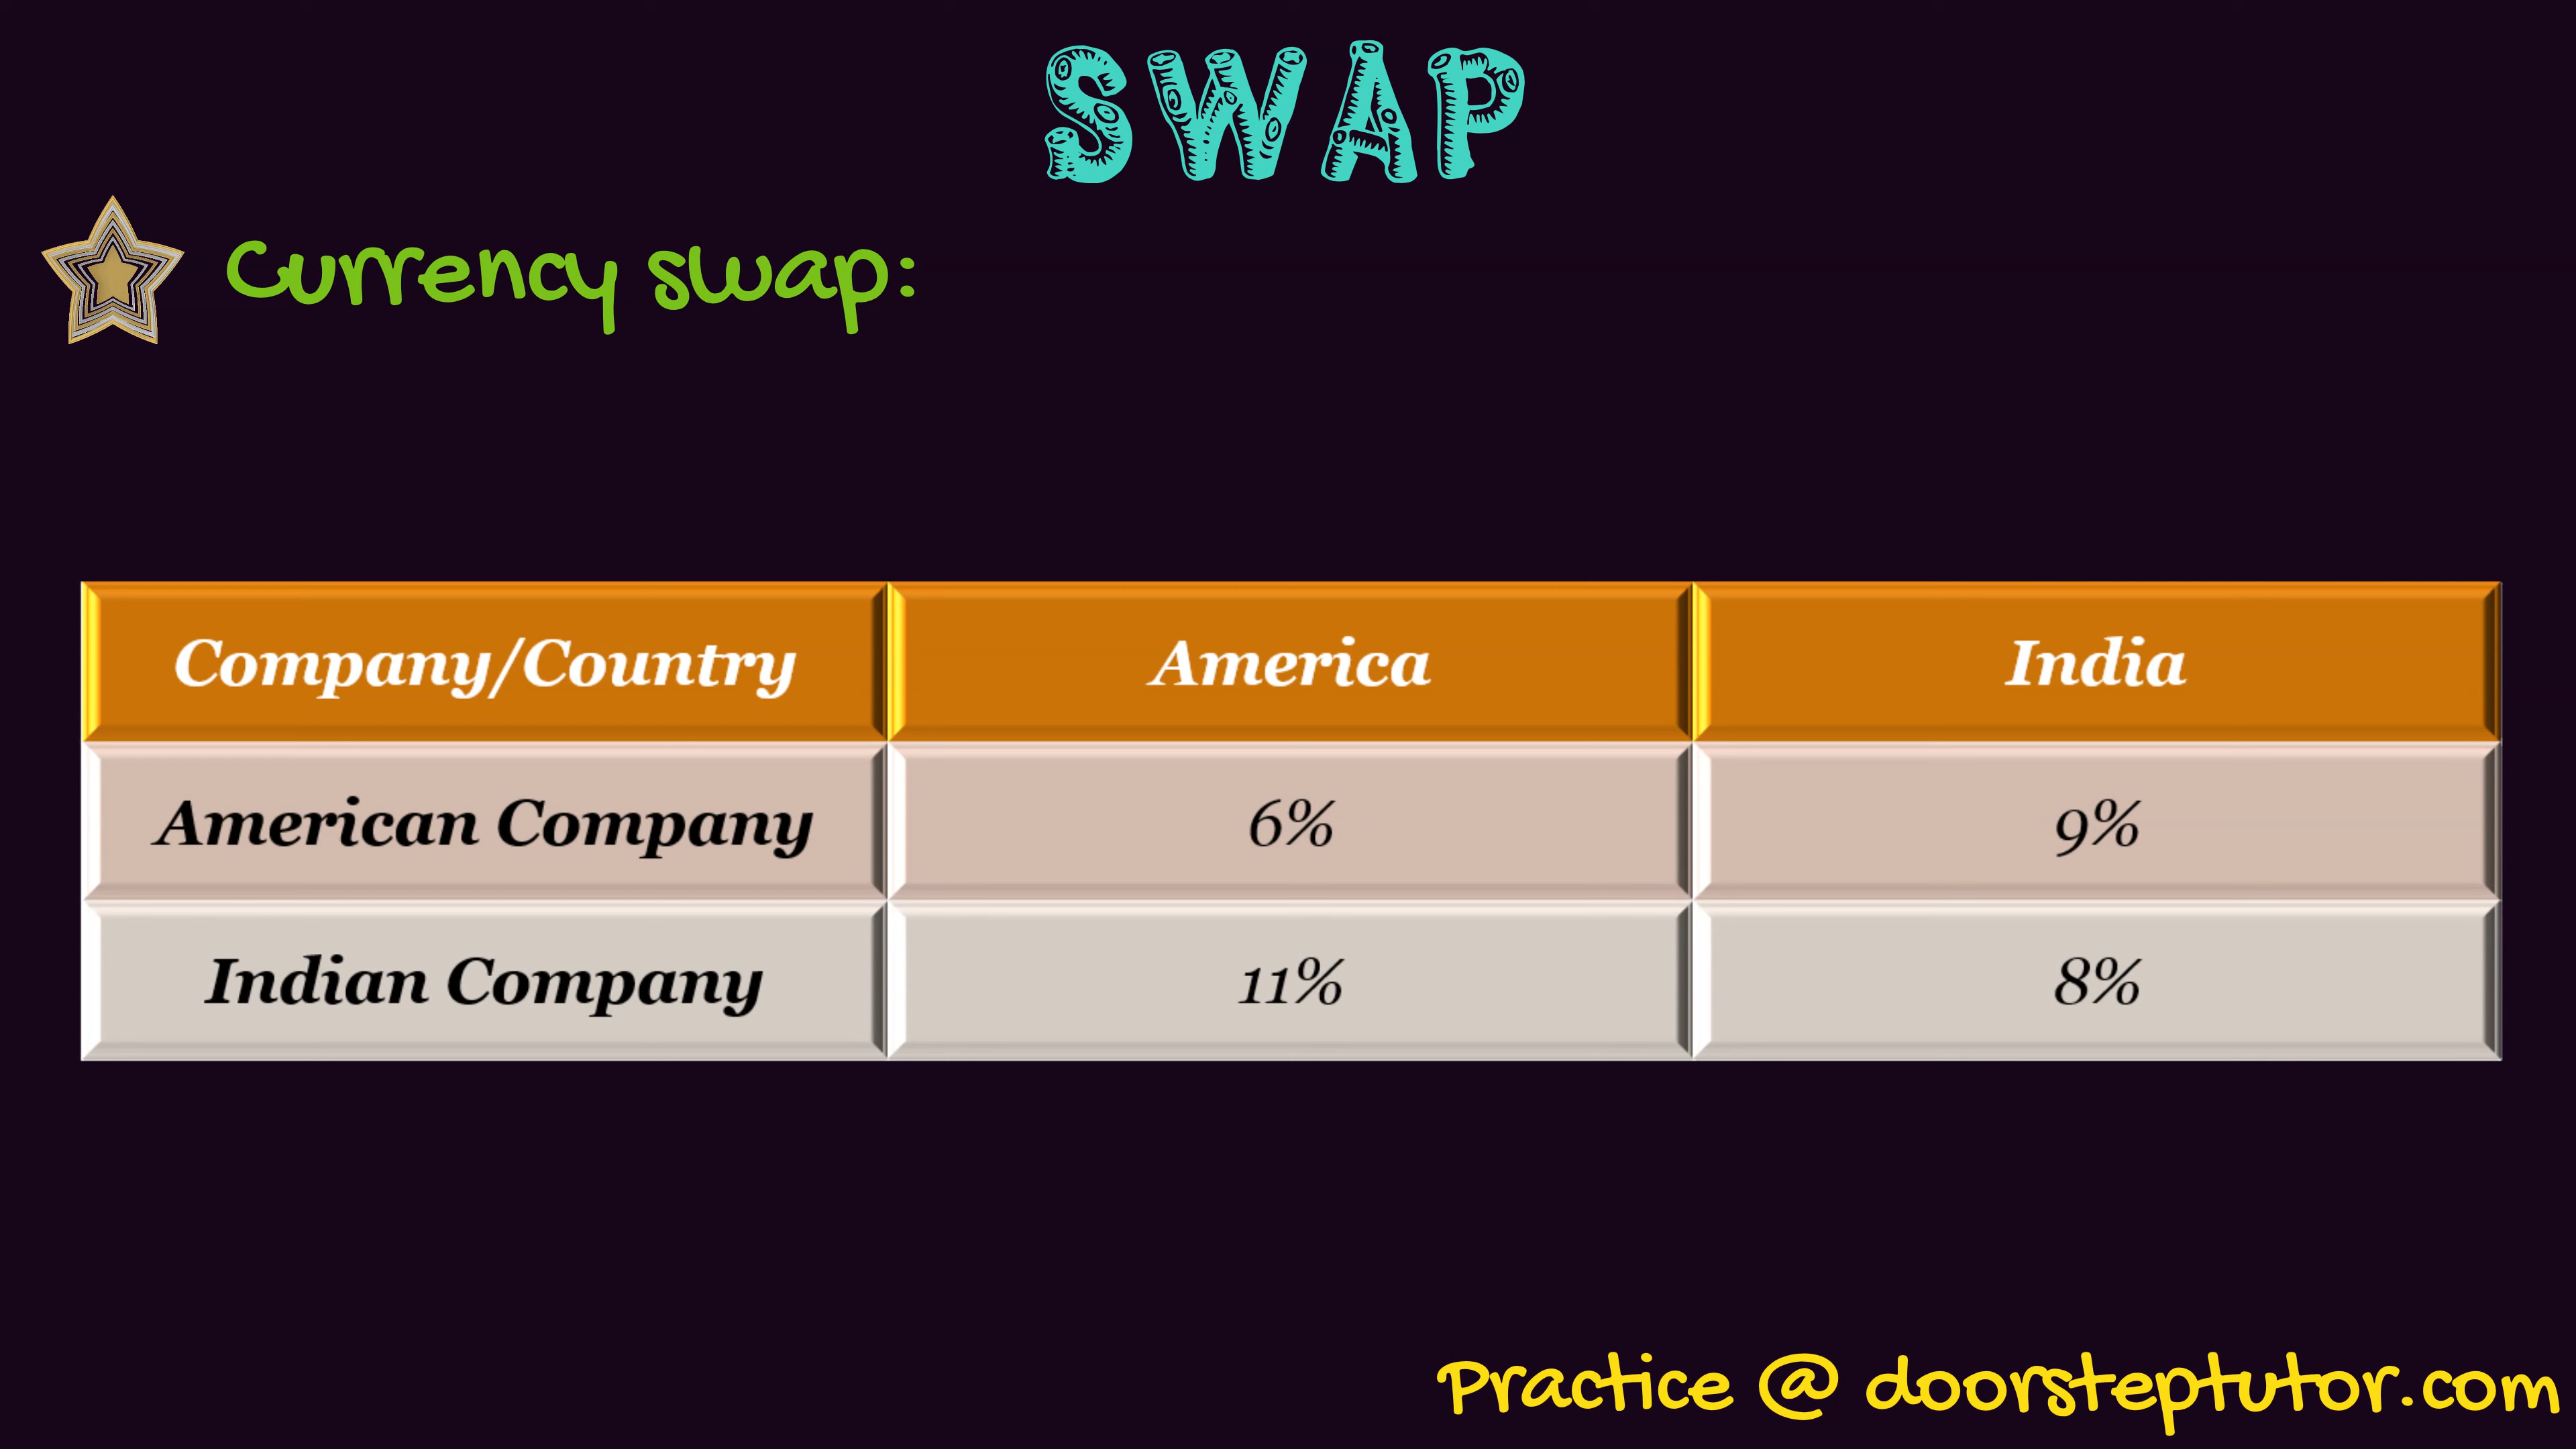 SWAP
Currency swap:
Company/Country America India
American Company 6% 9%
Indian Company 11% 8%
Practice @ doorsteptutor.com